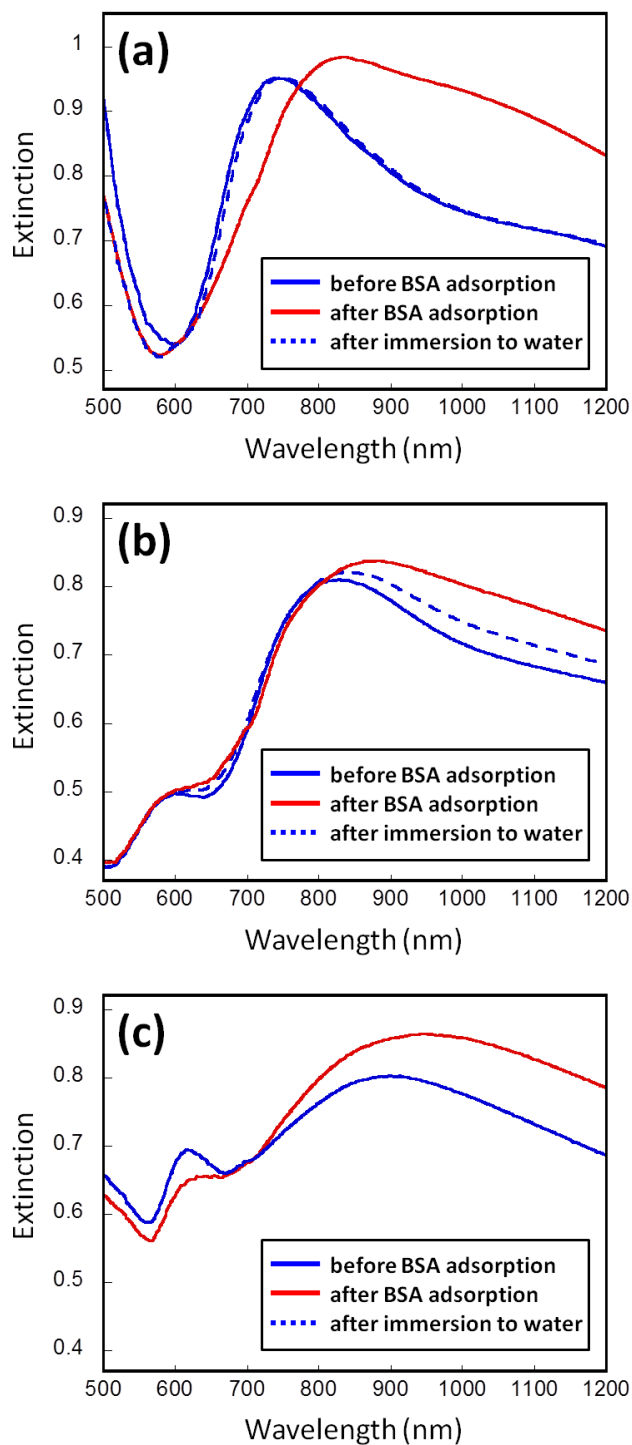 (a)
1
0.9
0.8
0.7
0.6
0.5
Extinction
before BSA adsorption
after BSA adsorption
after immersion to water
500 600 700 800 900 1000 1100 1200
Wavelength (nm)
(b)
0.9
0.8
0.7
0.6
0.5
0.4
Extinction
before BSA adsorption
after BSA adsorption
after immersion to water
500 600 700 800 900 1000 1100 1200
Wavelength (nm)
(c)
0.9
0.8
0.7
0.6
0.5
0.4
Extinction
before BSA adsorption
after BSA adsorption
after immersion to water
500 600 700 800 900 1000 1100 1200
Wavelength (nm)